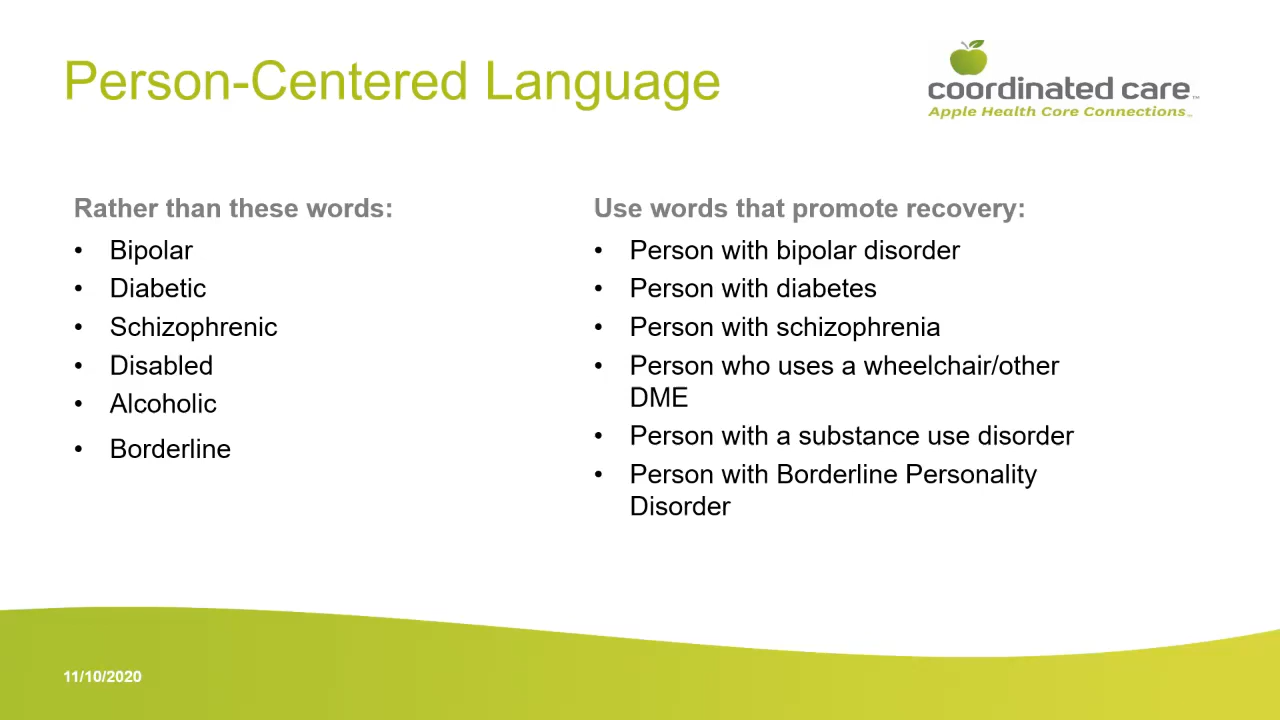 Person-Centered Language
coordinated care™
Apple Health Core Connections™
Rather than these words:
• Bipolar
• Diabetic
• Schizophrenic
• Disabled
• Alcoholic
• Borderline
Use words that promote recovery:
• Person with bipolar disorder
• Person with diabetes
• Person with schizophrenia
• Person who uses a wheelchair/other
DME
• Person with a substance use disorder
• Person with Borderline Personality
Disorder
11/10/2020